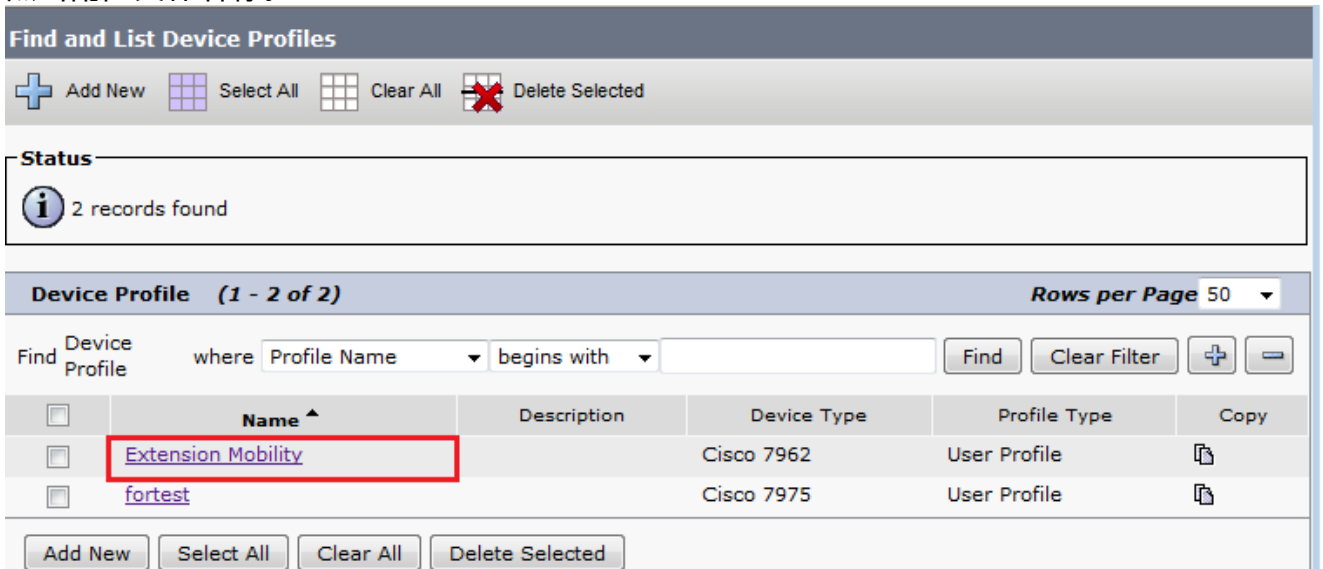 Find and List Device Profiles
Add New Select All Clear All Delete Selected
Status
2 records found
Device Profile (1 - 2 of 2) Rows per Page 50
Find Device Profile where Profile Name begins with Find Clear Filter
Name Description Device Type Profile Type Copy
Extension Mobility Cisco 7962 User Profile
fortest Cisco 7975 User Profile
Add New Select All Clear All Delete Selected